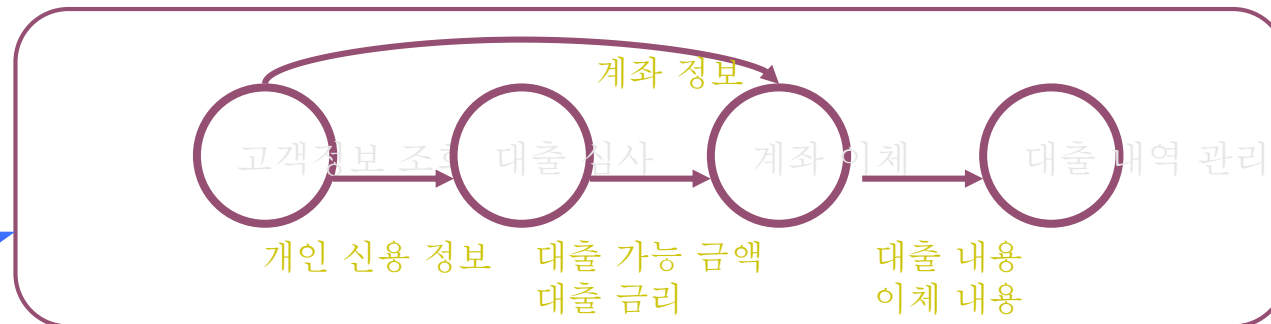 계좌 정보
고객정보 조회
대출 심사
계좌 이체
대출 내역 관리
개인 신용 정보
대출 가능 금액
대출 금리
대출 내용
이체 내용